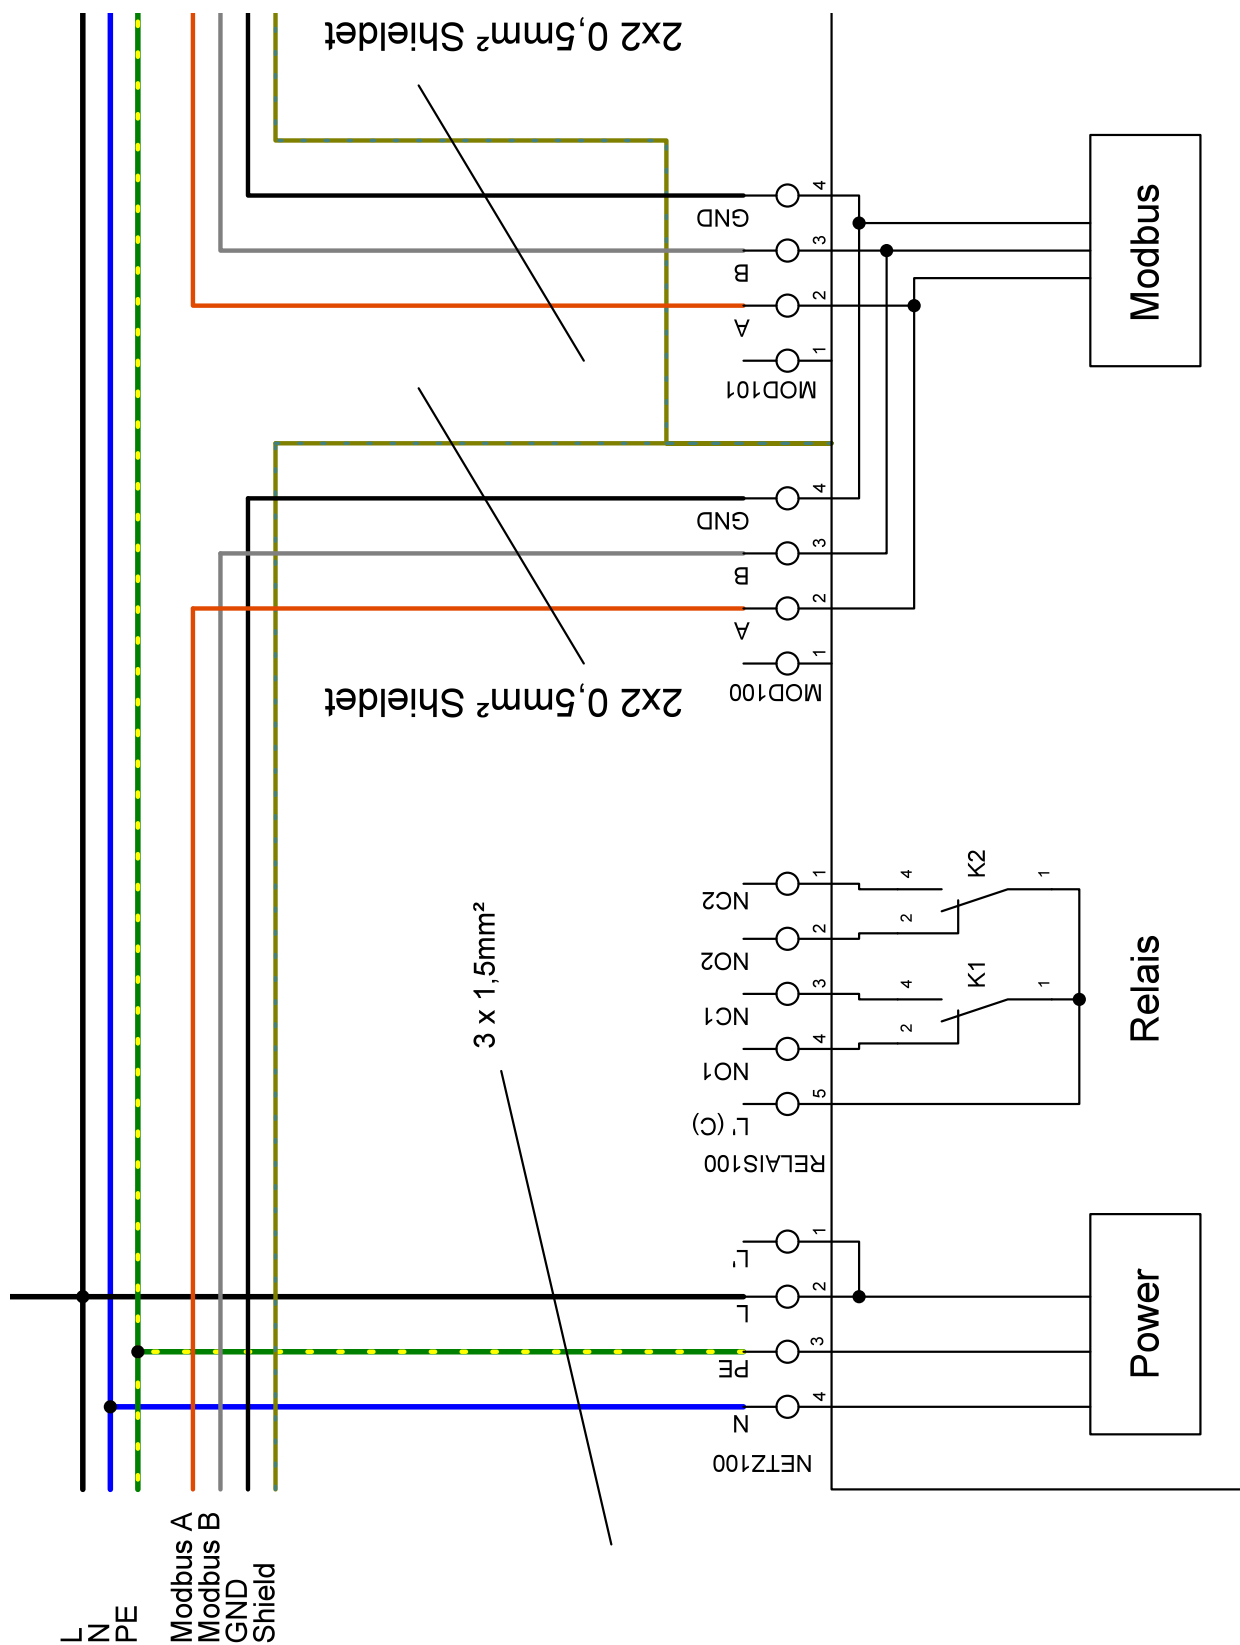 2x2 0,5mm² Shieldet
GND
B
A
MOD101
4
3
2
1
Modbus
GND
B
A
MOD100
4
3
2
1
2x2 0,5mm² Shieldet
3 x 1,5mm²
NC2
NO2
NC1
NO1
L' (C)
RELAIS100
1
2
3
4
5
4
2
K2
1
4
2
K1
1
Relais
L'
L
PE
N
NETZ100
1
2
3
4
Power
L
N
PE
Modbus A
Modbus B
GND
Shield